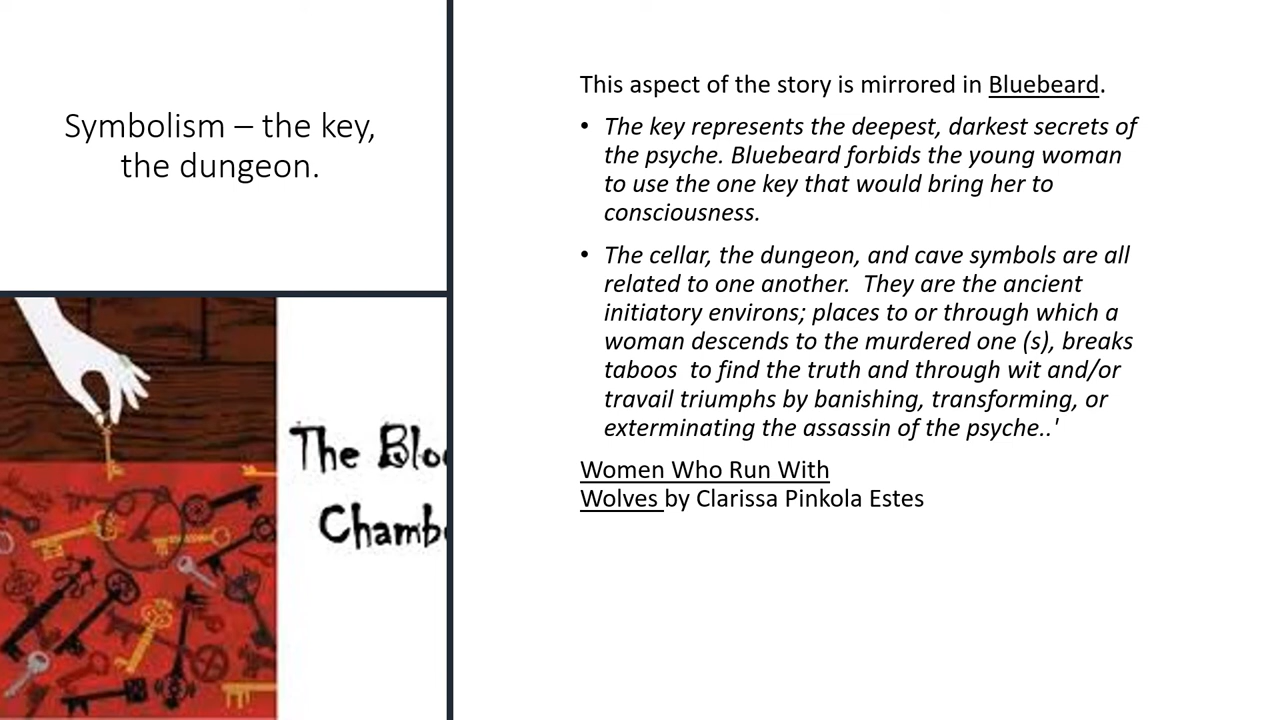 Symbolism – the key,
the dungeon.
The Bloo
Chambe
This aspect of the story is mirrored in Bluebeard.
• The key represents the deepest, darkest secrets of
the psyche. Bluebeard forbids the young woman
to use the one key that would bring her to
consciousness.
• The cellar, the dungeon, and cave symbols are all
related to one another.  They are the ancient
initiatory environs; places to or through which a
woman descends to the murdered one (s), breaks
taboos  to find the truth and through wit and/or
travail triumphs by banishing, transforming, or
exterminating the assassin of the psyche..'
Women Who Run With
Wolves by Clarissa Pinkola Estes